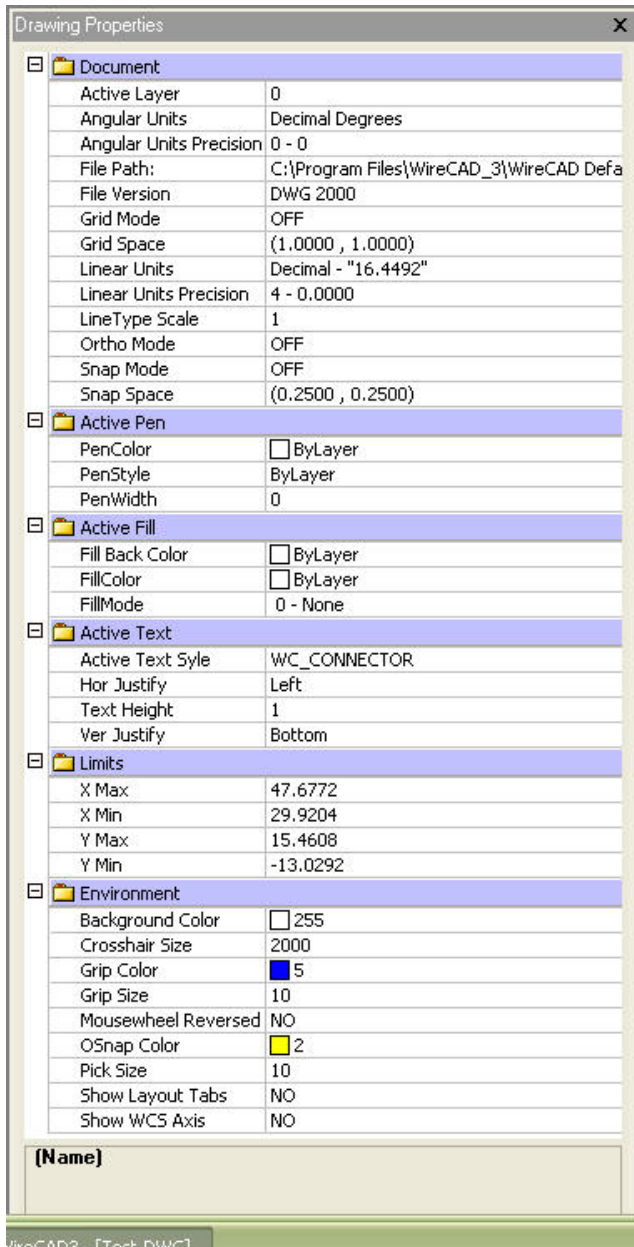 Drawing Properties X
Document
Active Layer 0
Angular Units Decimal Degrees
Angular Units Precision 0 - 0
File Path: C:\Program Files\WireCAD_3\WireCAD Defa
File Version DWG 2000
Grid Mode OFF
Grid Space (1.0000 , 1.0000)
Linear Units Decimal - "16.4492"
Linear Units Precision 4 - 0.0000
LineType Scale 1
Ortho Mode OFF
Snap Mode OFF
Snap Space (0.2500 , 0.2500)
Active Pen
PenColor ByLayer
PenStyle ByLayer
PenWidth 0
Active Fill
Fill Back Color ByLayer
FillColor ByLayer
FillMode 0 - None
Active Text
Active Text Syle WC_CONNECTOR
Hor Justify Left
Text Height 1
Ver Justify Bottom
Limits
X Max 47.6772
X Min 29.9204
Y Max 15.4608
Y Min -13.0292
Environment
Background Color 255
Crosshair Size 2000
Grip Color 5
Grip Size 10
Mousewheel Reversed NO
OSnap Color 2
Pick Size 10
Show Layout Tabs NO
Show WCS Axis NO
(Name)
WireCAD3 - [Test.DWG]